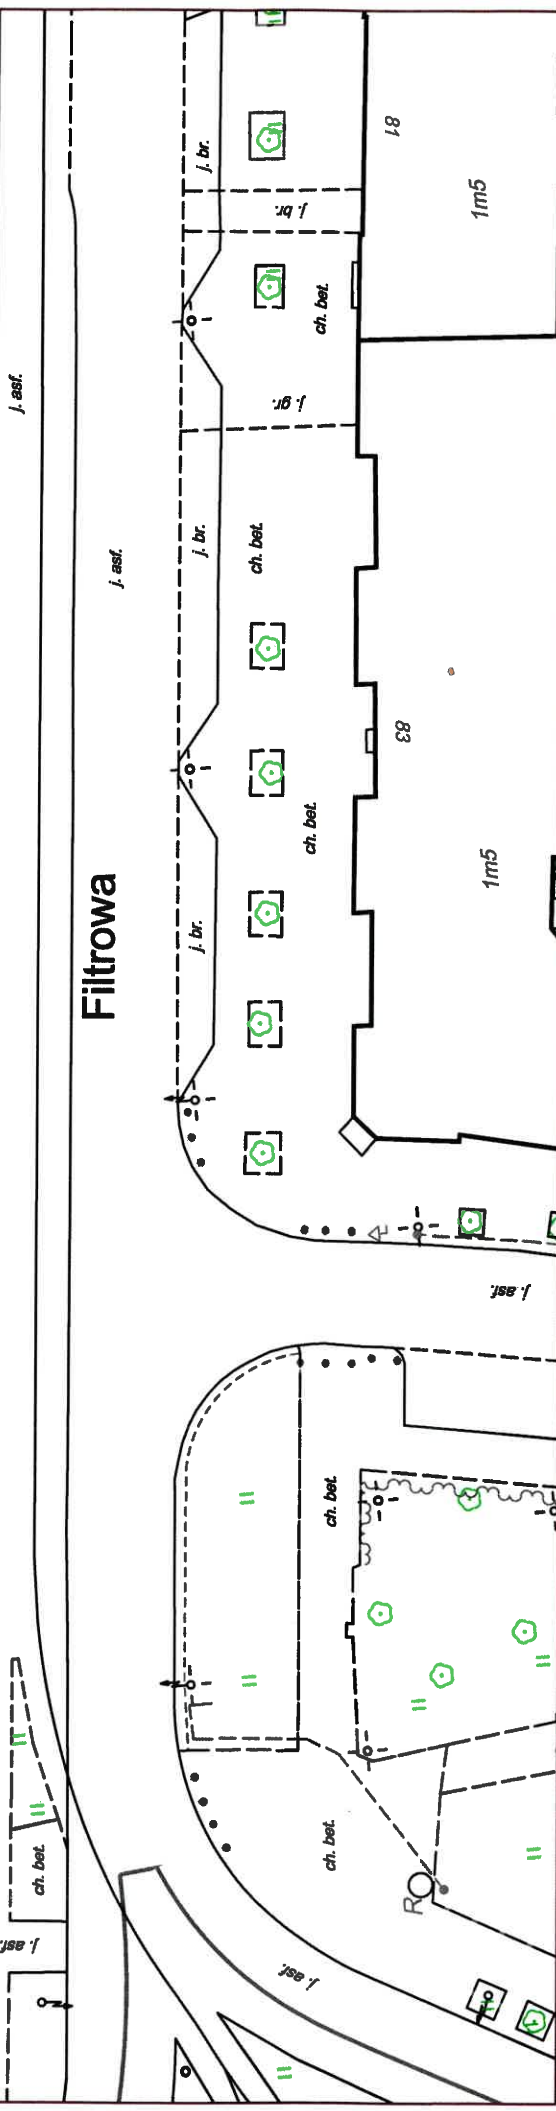 j. br.
81
1m5
j. br.
ch. bet.
j. asf.
j. gr.
j. br.
ch. bet.
j. asf.
83
ch. bet.
1m5
Filtrowa
j. br.
j. asf.
ch. bet.
ch. bet.
ch. bet.
R
j. asf.
j. asf.